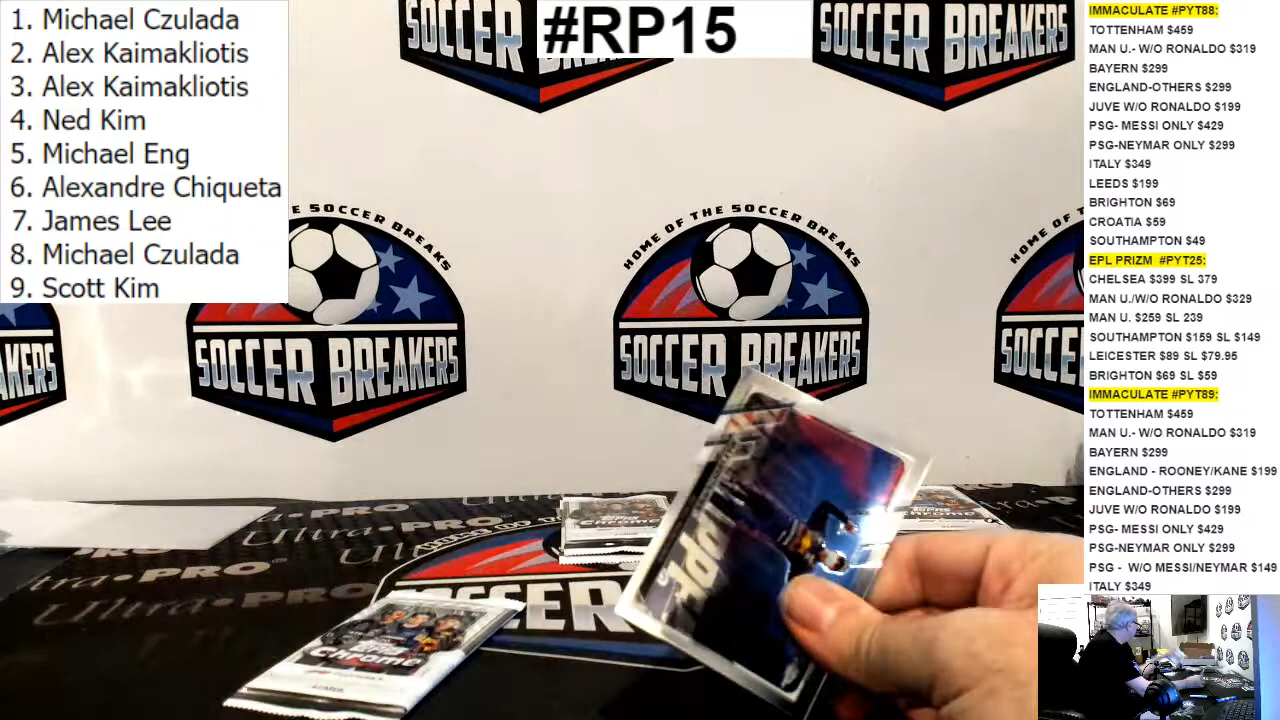 1. Michael Czulada
2. Alex Kaimakliotis
3. Alex Kaimakliotis
4. Ned Kim
5. Michael Eng
6. Alexandre Chiqueta
7. James Lee
8. Michael Czulada
9. Scott Kim
#RP15
SOCCER BREAKERS
SOCCER BREAKERS
E SOCCER BREAKS
SOCCER BREAKERS
HOME OF THE SOCCER BREAKS
SOCCER BREAKERS
HOME OF T
SOCCER
AKERS
Ultra•PRO
Ultra•PRO
Chrome
Chrome
IMMACULATE #PYT88:
TOTTENHAM $459
MAN U.- W/O RONALDO $319
BAYERN $299
ENGLAND-OTHERS $299
JUVE W/O RONALDO $199
PSG- MESSI ONLY $429
PSG-NEYMAR ONLY $299
ITALY $349
LEEDS $199
BRIGHTON $69
CROATIA $59
SOUTHAMPTON $49
EPL PRIZM #PYT25:
CHELSEA $399 SL 379
MAN U./W/O RONALDO $329
MAN U. $259 SL 239
SOUTHAMPTON $159 SL $149
LEICESTER $89 SL $79.95
BRIGHTON $69 SL $59
IMMACULATE #PYT89:
TOTTENHAM $459
MAN U.- W/O RONALDO $319
BAYERN $299
ENGLAND - ROONEY/KANE $199
ENGLAND-OTHERS $299
JUVE W/O RONALDO $199
PSG- MESSI ONLY $429
PSG-NEYMAR ONLY $299
PSG - W/O MESSI/NEYMAR $149
ITALY $349